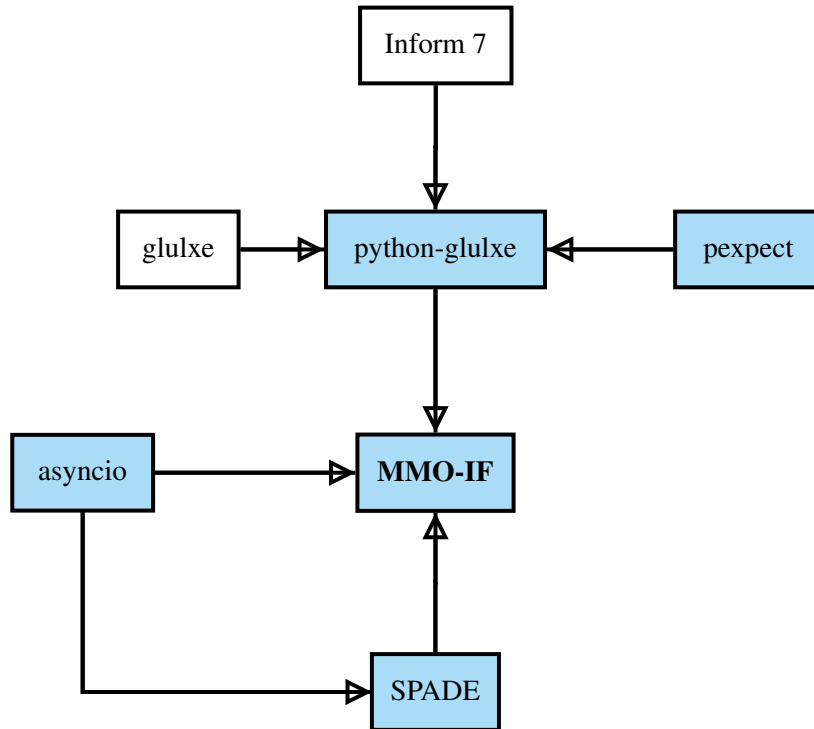 Inform 7
glulxe
python-glulxe
pexpect
asyncio
MMO-IF
SPADE